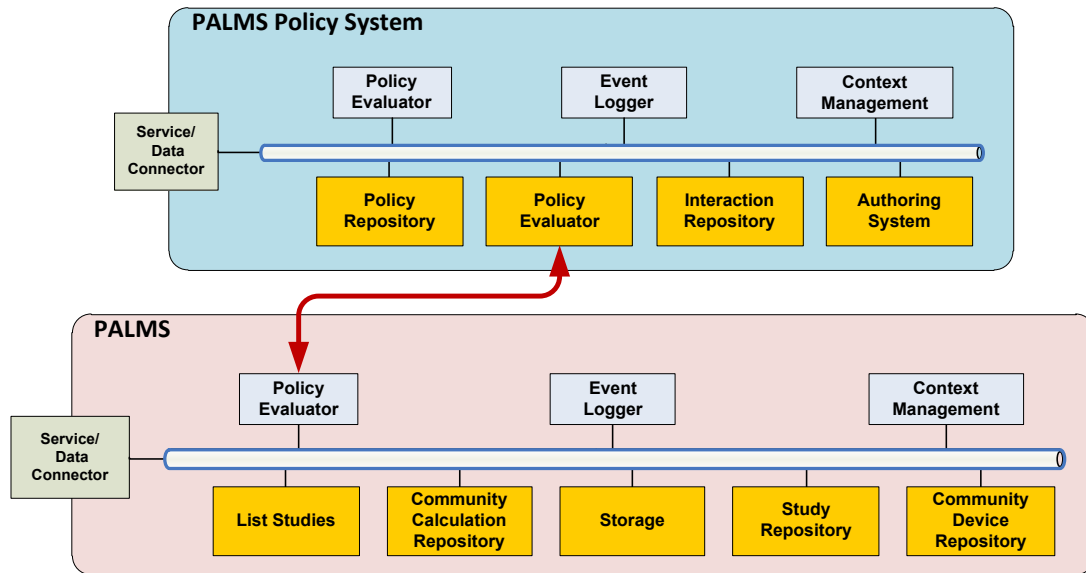 PALMS Policy System
Policy
Evaluator
Event
Logger
Context
Management
Service/
Data
Connector
Policy
Repository
Policy
Evaluator
Interaction
Repository
Authoring
System
PALMS
Policy
Evaluator
Event
Logger
Context
Management
Service/
Data
Connector
List Studies
Community
Calculation
Repository
Storage
Study
Repository
Community
Device
Repository